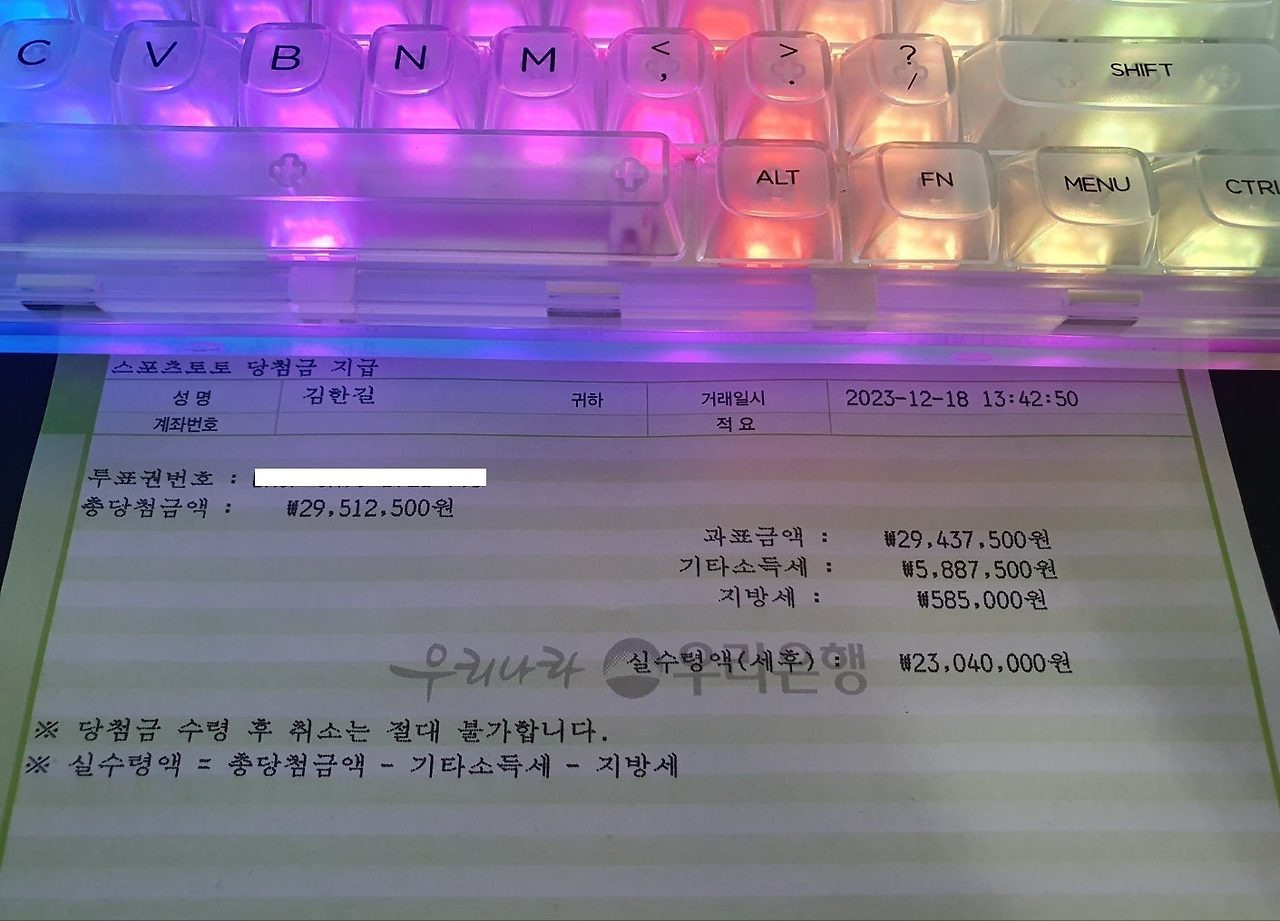 C V B N M < , > . ? / SHIFT
ALT FN MENU CTRL
스포츠토토 당첨금 지급
성 명 김한길 귀하 거래일시 2023-12-18 13:42:50
계좌번호 적 요
투표권번호 :
총당첨금액 : ₩29,512,500원
과표금액 : ₩29,437,500원
기타소득세 : ₩5,887,500원
지방세 : ₩585,000원
우리나라 우리은행
실수령액(세후) : ₩23,040,000원
※ 당첨금 수령 후 취소는 절대 불가합니다.
※ 실수령액 = 총당첨금액 - 기타소득세 - 지방세